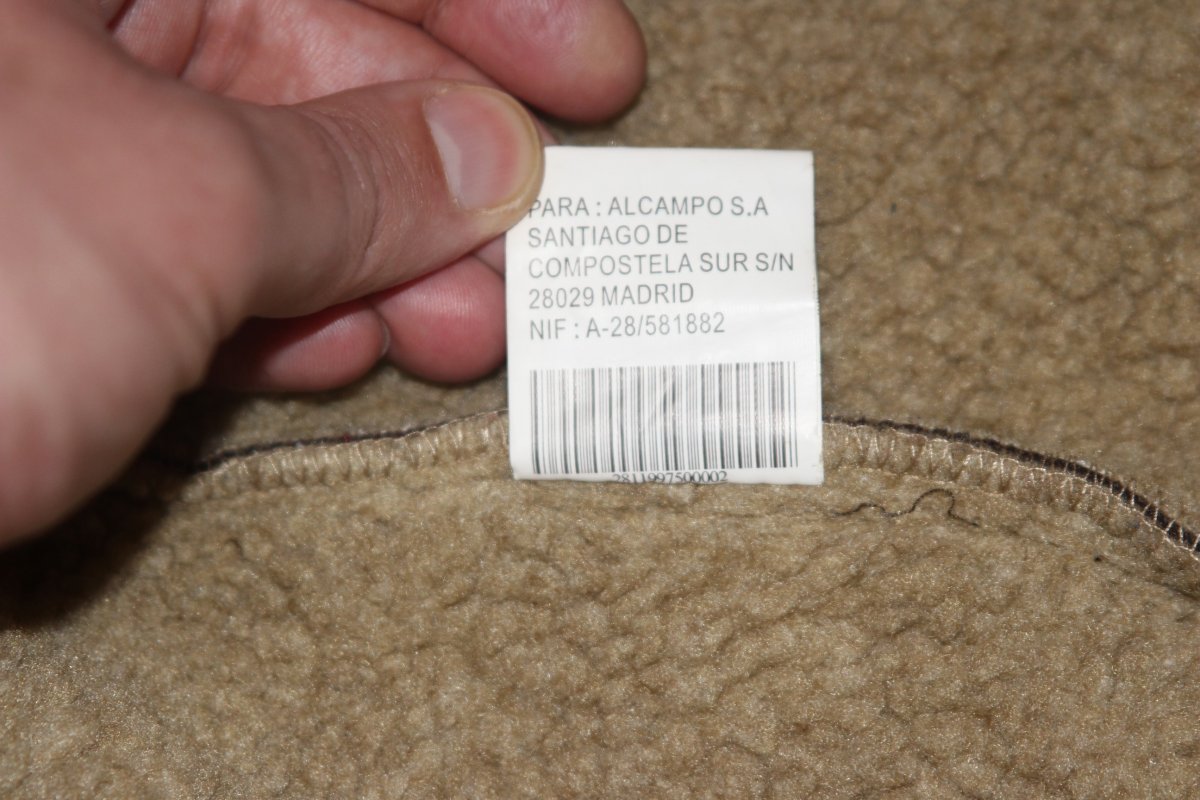 PARA : ALCAMPO S.A
SANTIAGO DE
COMPOSTELA SUR S/N
28029 MADRID
NIF : A-28/581882
2811997500002